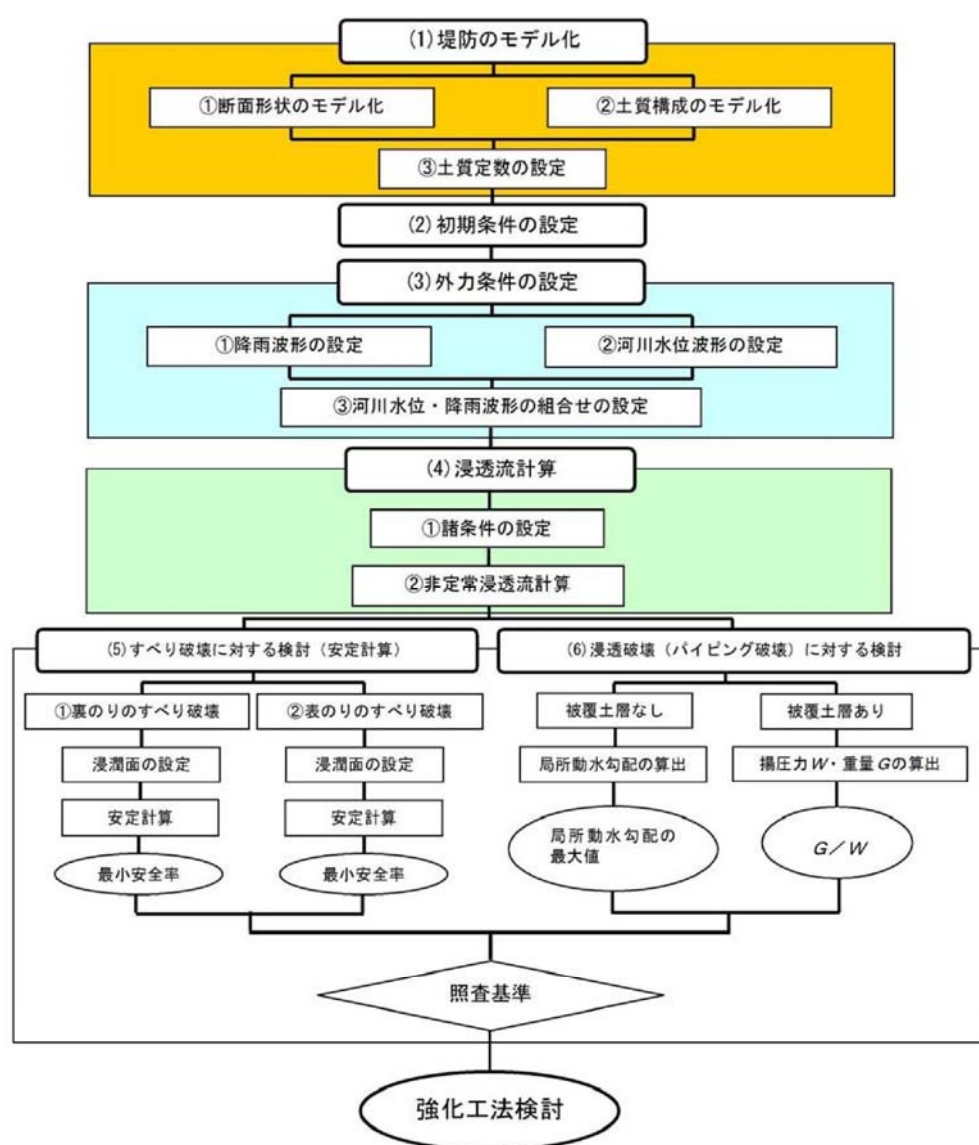 (1)堤防のモデル化
①断面形状のモデル化
②土質構成のモデル化
③土質定数の設定
(2)初期条件の設定
(3)外力条件の設定
①降雨波形の設定
②河川水位波形の設定
③河川水位・降雨波形の組合せの設定
(4)浸透流計算
①諸条件の設定
②非定常浸透流計算
(5)すべり破壊に対する検討（安定計算）
(6)浸透破壊（パイピング破壊）に対する検討
①裏のりのすべり破壊
②表のりのすべり破壊
被覆土層なし
被覆土層あり
浸潤面の設定
浸潤面の設定
局所動水勾配の算出
揚圧力W・重量Gの算出
安定計算
安定計算
局所動水勾配の
最大値
G／W
最小安全率
最小安全率
照査基準
強化工法検討